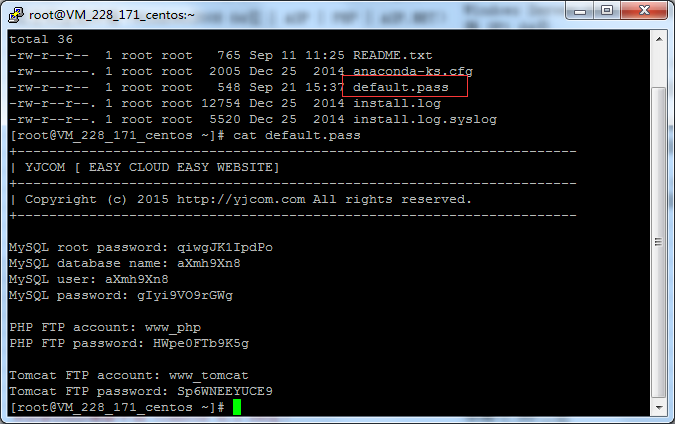 root@VM_228_171_centos:~
total 36
-rw-r--r-- 1 root root 765 Sep 11 11:25 README.txt
-rw-------. 1 root root 2005 Dec 25 2014 anaconda-ks.cfg
-rw-r--r-- 1 root root 548 Sep 21 15:37 default.pass
-rw-r--r--. 1 root root 12754 Dec 25 2014 install.log
-rw-r--r--. 1 root root 5520 Dec 25 2014 install.log.syslog
[root@VM_228_171_centos ~]# cat default.pass
+----------------------------------------------------------------------
| YJCOM [ EASY CLOUD EASY WEBSITE]
+----------------------------------------------------------------------
| Copyright (c) 2015 http://yjcom.com All rights reserved.
+----------------------------------------------------------------------
MySQL root password: qiwgJK1IpdPo
MySQL database name: aXmh9Xn8
MySQL user: aXmh9Xn8
MySQL password: gIyi9VO9rGWg
PHP FTP account: www_php
PHP FTP password: HWpe0FTb9K5g
Tomcat FTP account: www_tomcat
Tomcat FTP password: Sp6WNEEYUCE9
[root@VM_228_171_centos ~]#